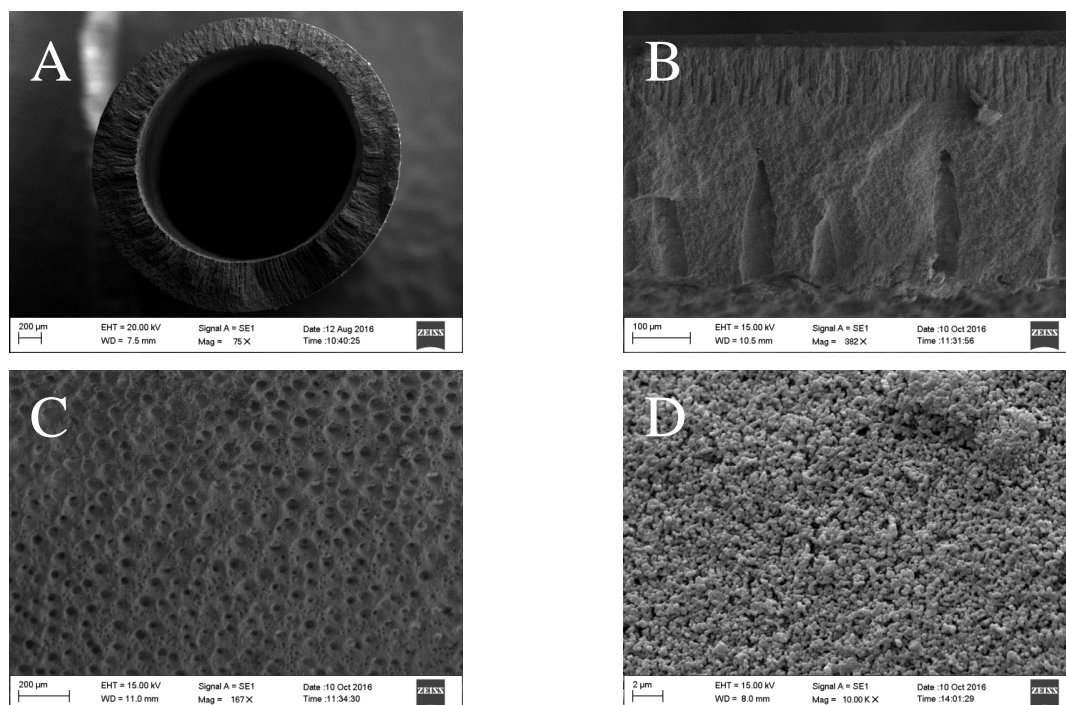 A
200 µm
EHT = 20.00 kV
Signal A = SE1
Date :12 Aug 2016
WD = 7.5 mm
Mag = 75 X
Time :10:40:25
ZEISS
B
100 µm
EHT = 15.00 kV
Signal A = SE1
Date :10 Oct 2016
WD = 10.5 mm
Mag = 382 X
Time :11:31:56
ZEISS
C
200 µm
EHT = 15.00 kV
Signal A = SE1
Date :10 Oct 2016
WD = 11.0 mm
Mag = 167 X
Time :11:34:30
ZEISS
D
2 µm
EHT = 15.00 kV
Signal A = SE1
Date :10 Oct 2016
WD = 8.0 mm
Mag = 10.00 K X
Time :14:01:29
ZEISS